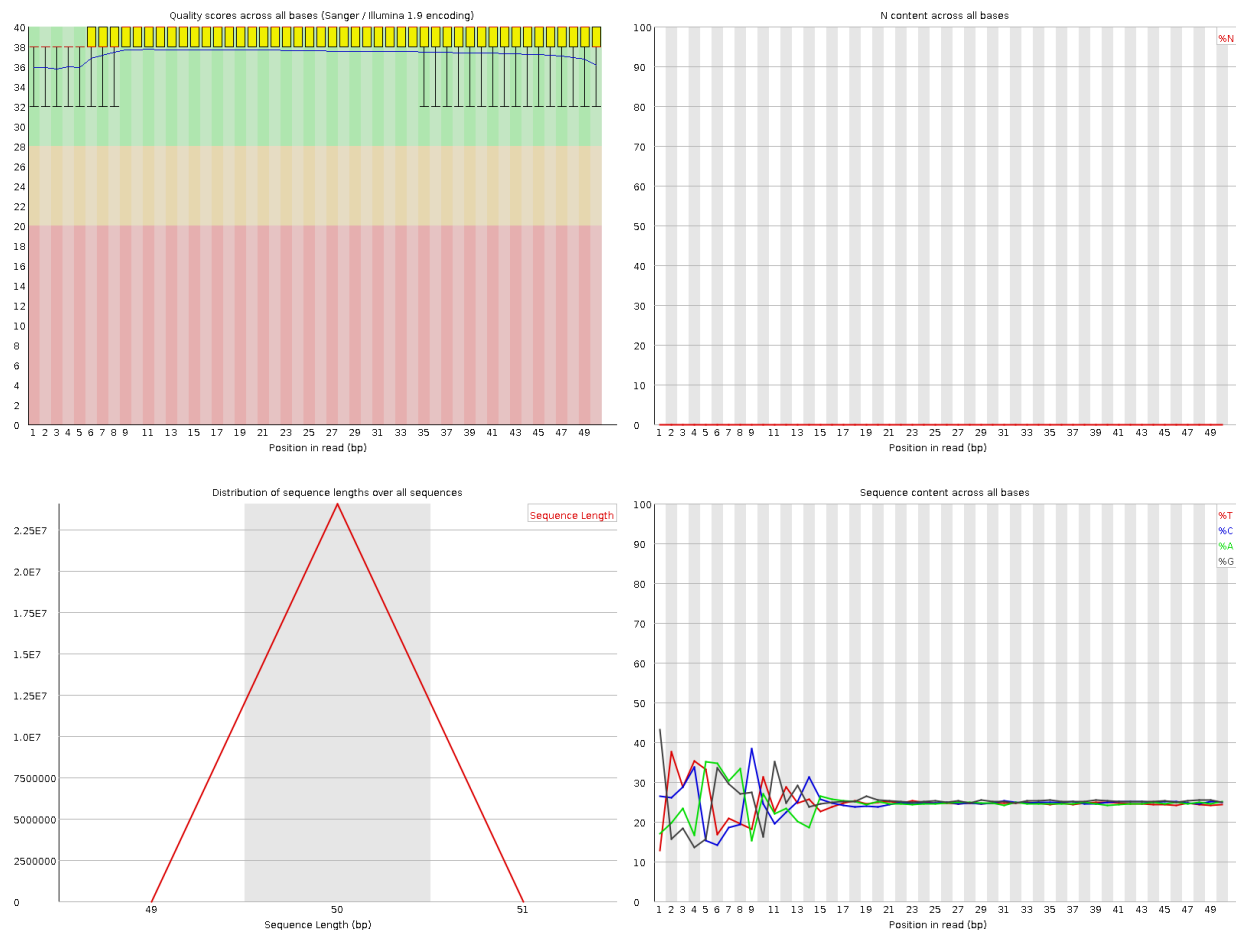 Quality scores across all bases (Sanger / Illumina 1.9 encoding)
40
38
36
34
32
30
28
26
24
22
20
18
16
14
12
10
8
6
4
2
0
1 2 3 4 5 6 7 8 9 11 13 15 17 19 21 23 25 27 29 31 33 35 37 39 41 43 45 47 49
Position in read (bp)
N content across all bases
%N
100
90
80
70
60
50
40
30
20
10
0
1 2 3 4 5 6 7 8 9 11 13 15 17 19 21 23 25 27 29 31 33 35 37 39 41 43 45 47 49
Position in read (bp)
Distribution of sequence lengths over all sequences
Sequence Length
2.25E7
2.0E7
1.75E7
1.5E7
1.25E7
1.0E7
7500000
5000000
2500000
0
49 50 51
Sequence Length (bp)
Sequence content across all bases
%T
%C
%A
%G
100
90
80
70
60
50
40
30
20
10
0
1 2 3 4 5 6 7 8 9 11 13 15 17 19 21 23 25 27 29 31 33 35 37 39 41 43 45 47 49
Position in read (bp)